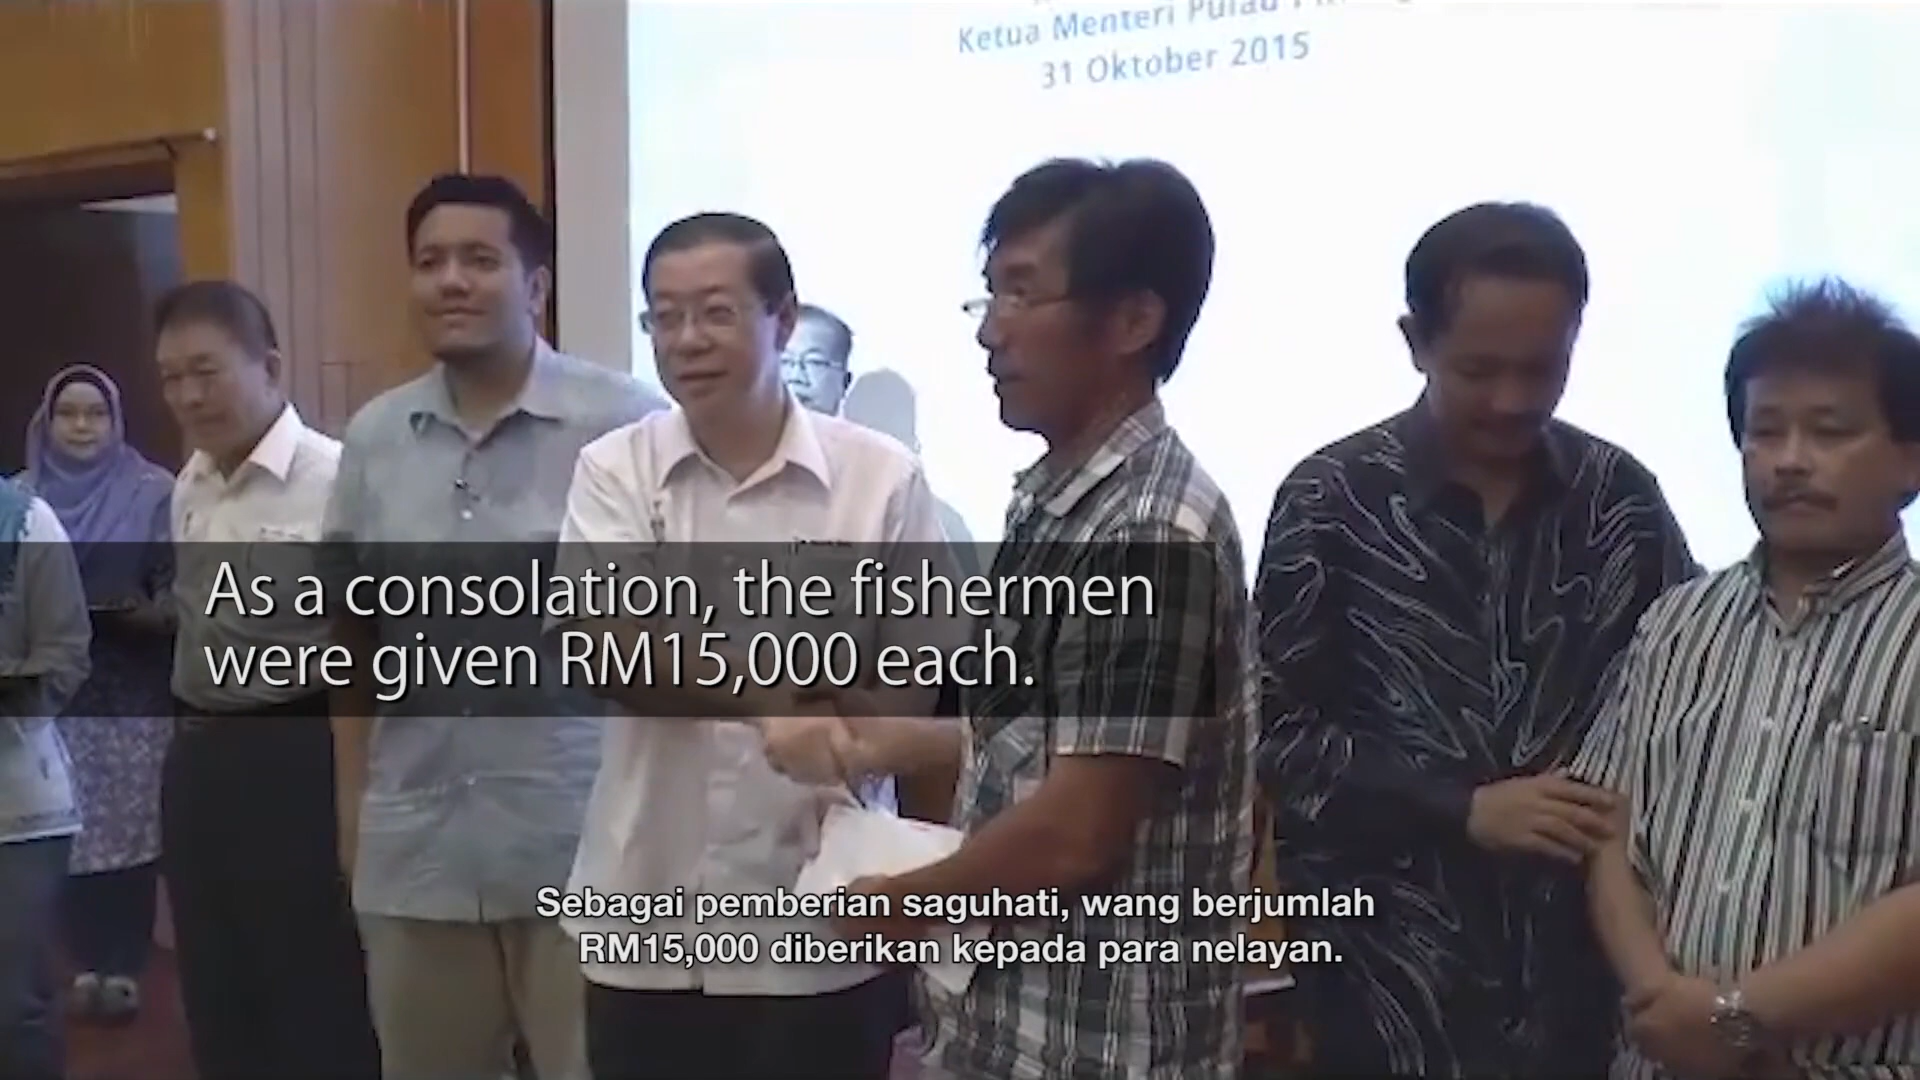 Ketua Menteri Pulau
31 Oktober 2015
As a consolation, the fishermen
were given RM15,000 each.
Sebagai pemberian saguhati, wang berjumlah
RM15,000 diberikan kepada para nelayan.